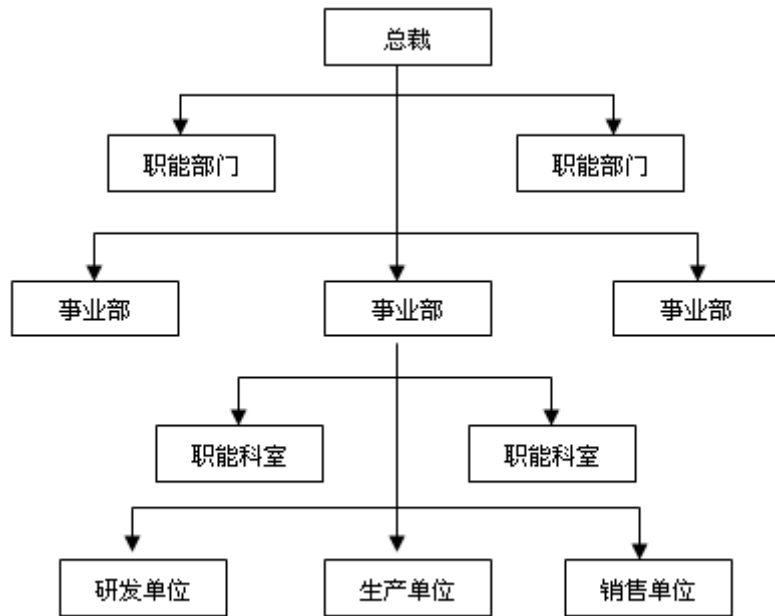 总裁
职能部门
职能部门
事业部
事业部
事业部
职能科室
职能科室
研发单位
生产单位
销售单位